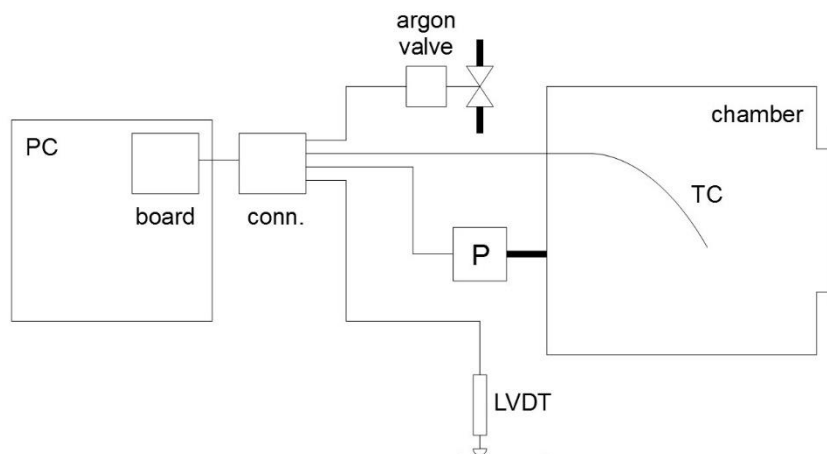 argon
valve
PC
chamber
TC
board
conn.
P
LVDT